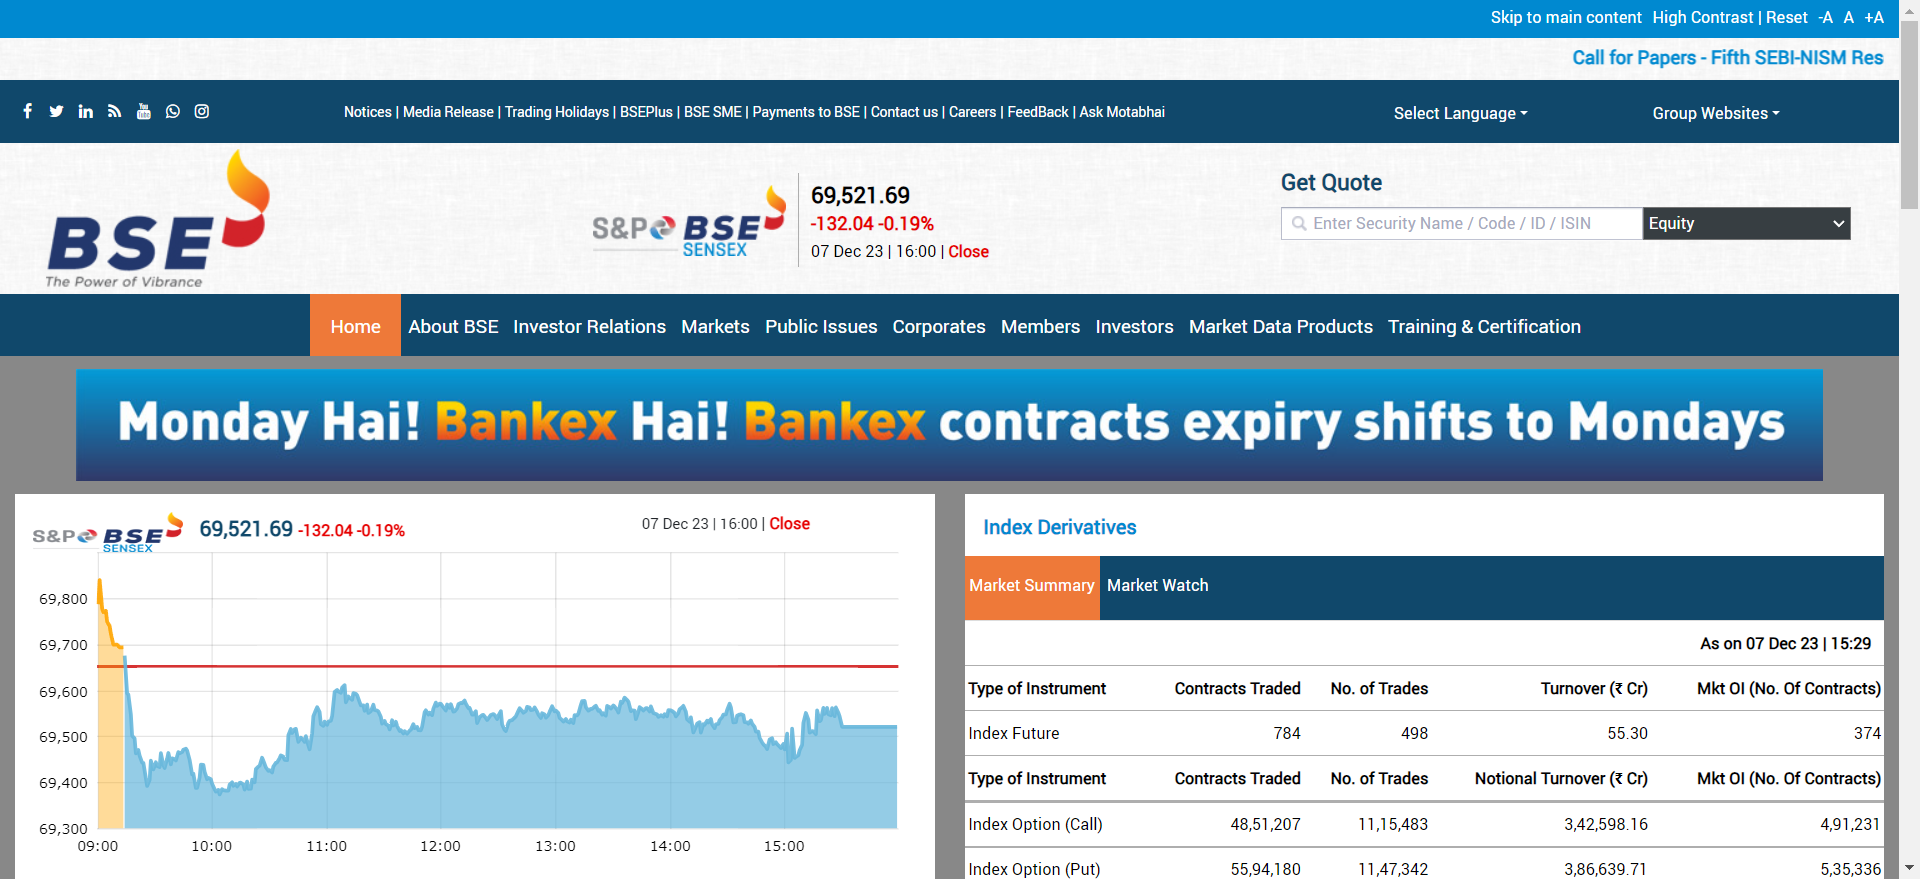 Skip to main content High Contrast | Reset -A A +A
Call for Papers - Fifth SEBI-NISM Res
Notices | Media Release | Trading Holidays | BSEPlus | BSE SME | Payments to BSE | Contact us | Careers | FeedBack | Ask Motabhai
Select Language
Group Websites
BSE
The Power of Vibrance
S&P BSE
SENSEX
69,521.69
-132.04 -0.19%
07 Dec 23 | 16:00 | Close
Get Quote
Enter Security Name / Code / ID / ISIN
Equity
Home About BSE Investor Relations Markets Public Issues Corporates Members Investors Market Data Products Training & Certification
Monday Hai! Bankex Hai! Bankex contracts expiry shifts to Mondays
S&P BSE
SENSEX
69,521.69 -132.04 -0.19%
07 Dec 23 | 16:00 | Close
69,800
69,700
69,600
69,500
69,400
69,300
09:00 10:00 11:00 12:00 13:00 14:00 15:00
Index Derivatives
Market Summary Market Watch
As on 07 Dec 23 | 15:29
Type of Instrument Contracts Traded No. of Trades Turnover (₹ Cr) Mkt OI (No. Of Contracts)
Index Future 784 498 55.30 374
Type of Instrument Contracts Traded No. of Trades Notional Turnover (₹ Cr) Mkt OI (No. Of Contracts)
Index Option (Call) 48,51,207 11,15,483 3,42,598.16 4,91,231
Index Option (Put) 55,94,180 11,47,342 3,86,639.71 5,35,336